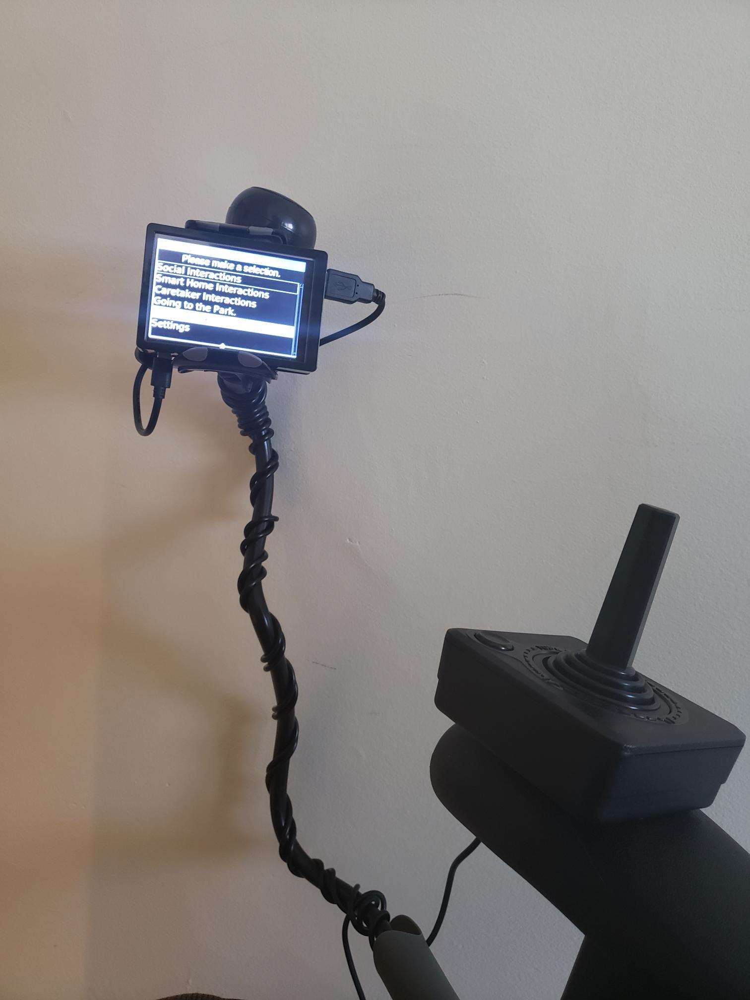 Please make a selection.
Social Interactions
Smart Home Interactions
Caretaker Interactions
Going to the Park.
Settings